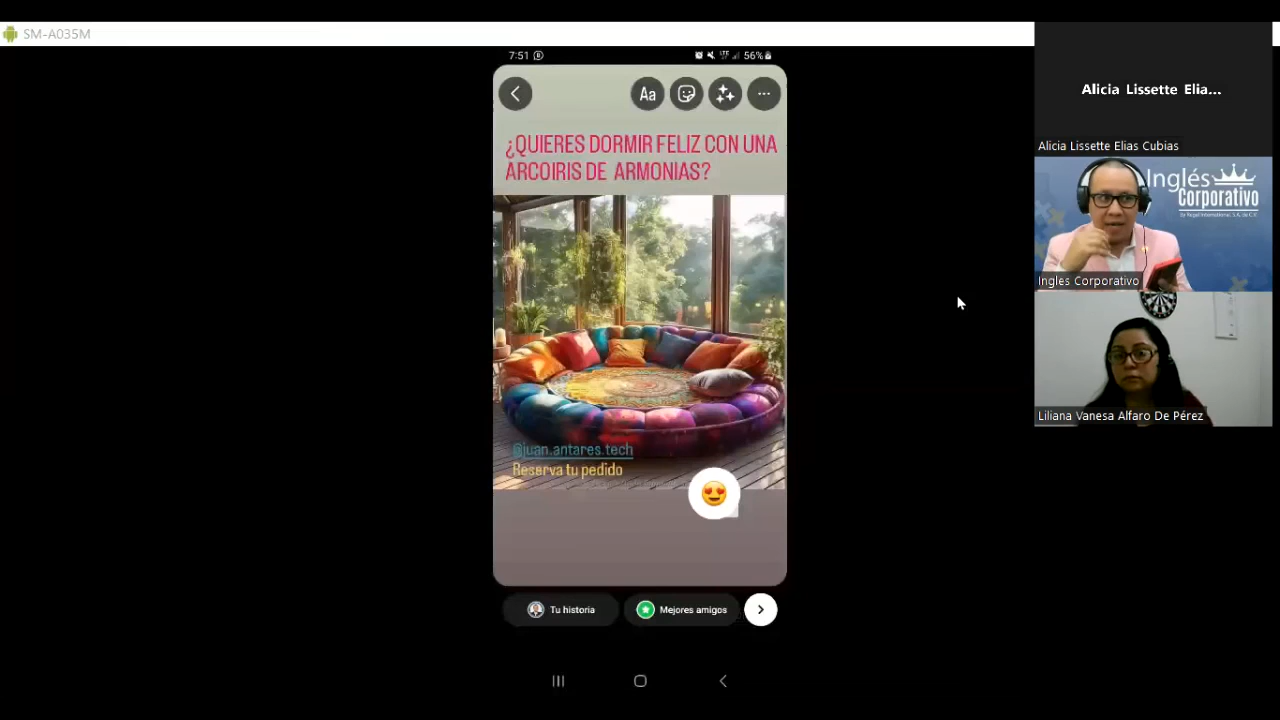 SM-A035M
7:51
56%
Aa
¿QUIERES DORMIR FELIZ CON UNA
ARCOIRIS DE ARMONIAS?
@juan.antares.tech
Reserva tu pedido
Tu historia
Mejores amigos
Alicia Lissette Elia...
Alicia Lissette Elias Cubias
Inglés
Corporativo
Ingles Corporativo
Liliana Vanesa Alfaro De Pérez